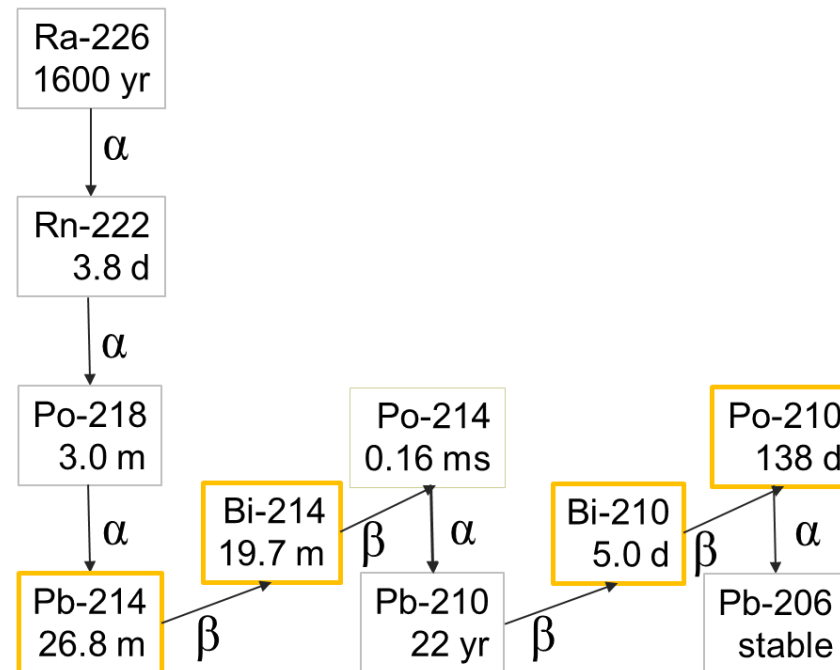 Ra-226
1600 yr
α
Rn-222
3.8 d
α
Po-218
3.0 m
α
Pb-214
26.8 m
β
Bi-214
19.7 m
β
Po-214
0.16 ms
α
Pb-210
22 yr
β
Bi-210
5.0 d
β
Po-210
138 d
α
Pb-206
stable